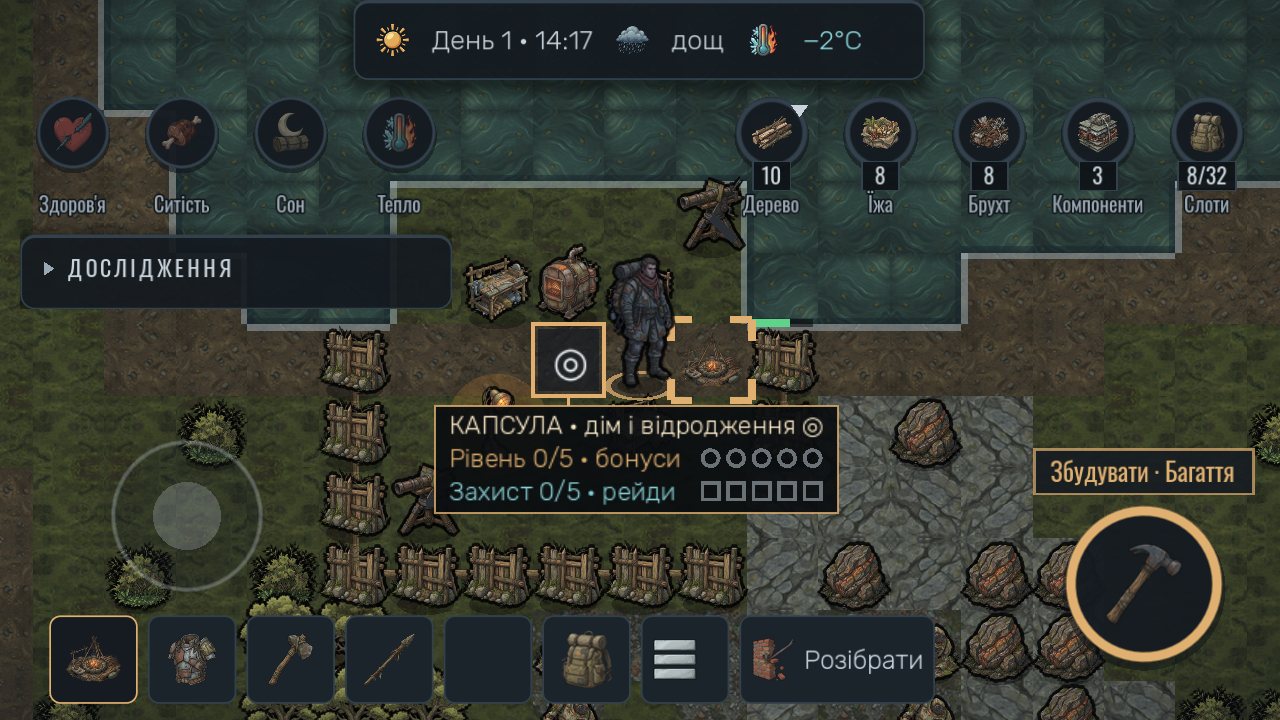 День 1 • 14:17 дощ −2°C
10 8 8 3 8/32
Здоров'я Ситість Сон Тепло Дерево Їжа Брухт Компоненти Слоти
ДОСЛІДЖЕННЯ
КАПСУЛА • дім і відродження
Рівень 0/5 • бонуси
Захист 0/5 • рейди
Збудувати · Багаття
Розібрати